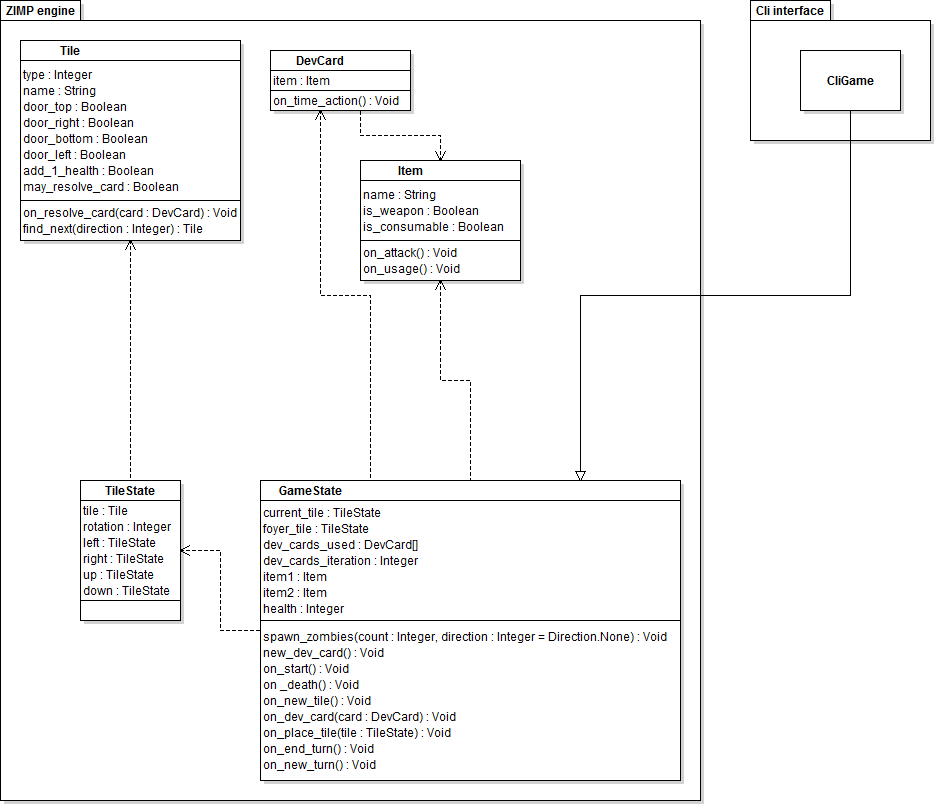 ZIMP engine
Cli interface
Tile
type : Integer
name : String
door_top : Boolean
door_right : Boolean
door_bottom : Boolean
door_left : Boolean
add_1_health : Boolean
may_resolve_card : Boolean
on_resolve_card(card : DevCard) : Void
find_next(direction : Integer) : Tile
DevCard
item : Item
on_time_action() : Void
CliGame
Item
name : String
is_weapon : Boolean
is_consumable : Boolean
on_attack() : Void
on_usage() : Void
TileState
tile : Tile
rotation : Integer
left : TileState
right : TileState
up : TileState
down : TileState
GameState
current_tile : TileState
foyer_tile : TileState
dev_cards_used : DevCard[]
dev_cards_iteration : Integer
item1 : Item
item2 : Item
health : Integer
spawn_zombies(count : Integer, direction : Integer = Direction.None) : Void
new_dev_card() : Void
on_start() : Void
on _death() : Void
on_new_tile() : Void
on_dev_card(card : DevCard) : Void
on_place_tile(tile : TileState) : Void
on_end_turn() : Void
on_new_turn() : Void